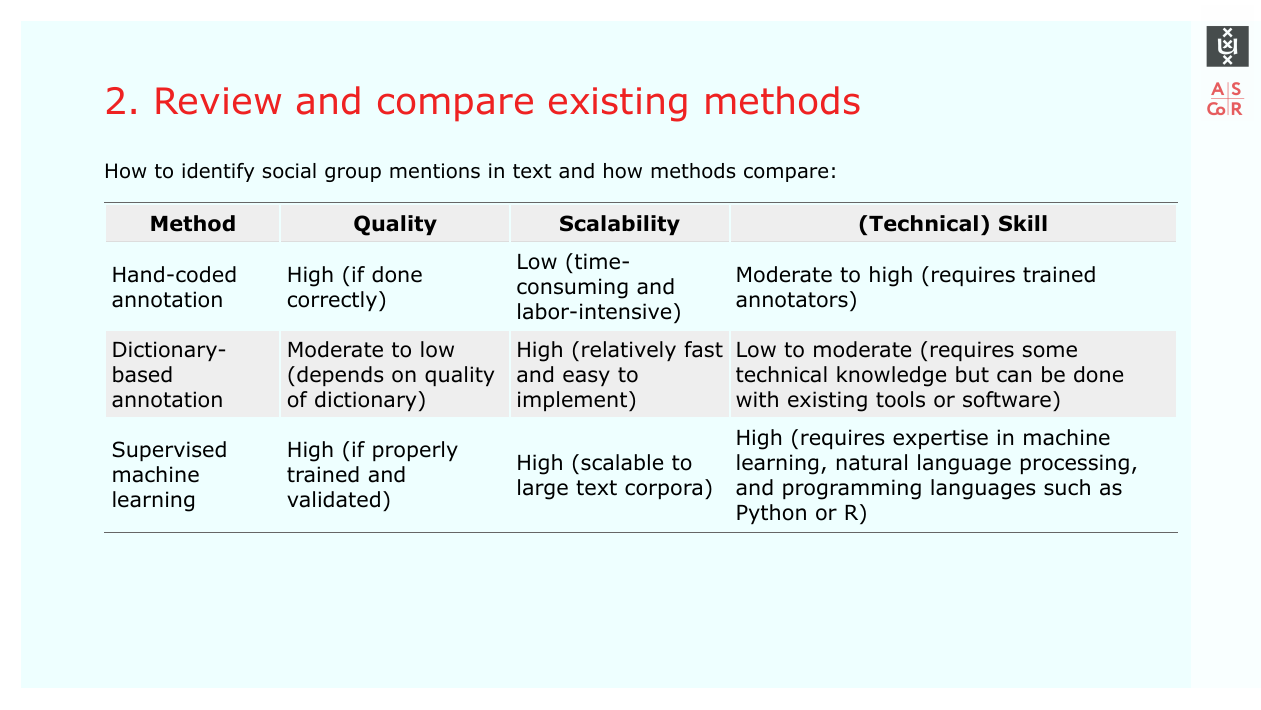 2. Review and compare existing methods
How to identify social group mentions in text and how methods compare:
Method Quality Scalability (Technical) Skill
Hand-coded
annotation
High (if done
correctly)
Low (time-
consuming and
labor-intensive)
Moderate to high (requires trained
annotators)
Dictionary-
based
annotation
Moderate to low
(depends on quality
of dictionary)
High (relatively fast
and easy to
implement)
Low to moderate (requires some
technical knowledge but can be done
with existing tools or software)
Supervised
machine
learning
High (if properly
trained and
validated)
High (scalable to
large text corpora)
High (requires expertise in machine
learning, natural language processing,
and programming languages such as
Python or R)
U
A S
Co R